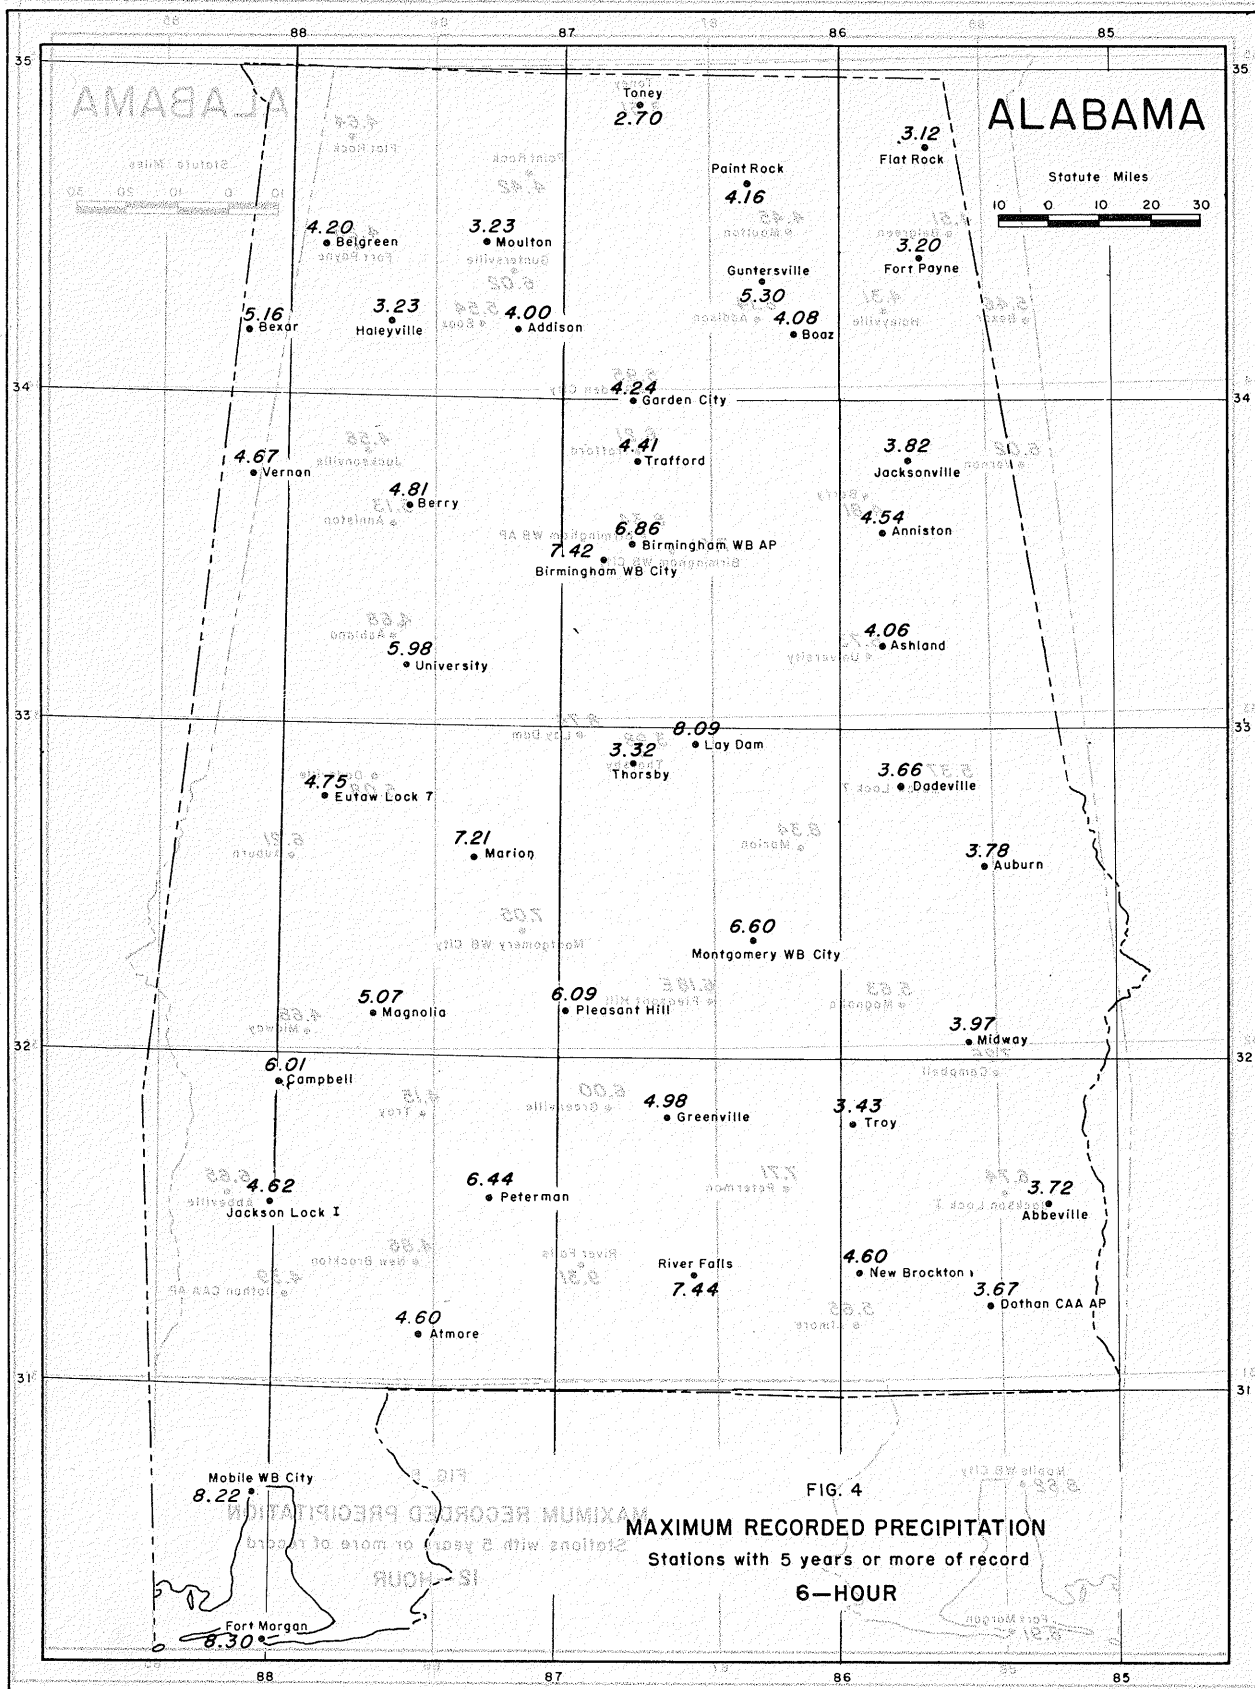 88 87 86 85
35 35
ALABAMA
Statute Miles
10 0 10 20 30
Toney
2.70
3.12
Flat Rock
Paint Rock
4.16
4.20
Belgreen
3.23
Moulton
3.20
Fort Payne
Guntersville
5.30
5.16
Bexar
3.23
Haleyville
4.00
Addison
4.08
Boaz
34 34
4.24
Garden City
4.67
Vernon
4.41
Trafford
3.82
Jacksonville
4.81
Berry
4.54
Anniston
6.86
Birmingham WB AP
7.42
Birmingham WB City
5.98
University
4.06
Ashland
33 33
8.09
Lay Dam
3.32
Thorsby
4.75
Eutaw Lock 7
3.66
Dadeville
7.21
Marion
3.78
Auburn
6.60
Montgomery WB City
5.07
Magnolia
6.09
Pleasant Hill
3.97
Midway
32 32
6.01
Campbell
4.98
Greenville
3.43
Troy
4.62
Jackson Lock I
6.44
Peterman
3.72
Abbeville
River Falls
7.44
4.60
New Brockton
3.67
Dothan CAA AP
4.60
Atmore
31 31
Mobile WB City
8.22
FIG. 4
MAXIMUM RECORDED PRECIPITATION
Stations with 5 years or more of record
6-HOUR
Fort Morgan
8.30
88 87 86 85